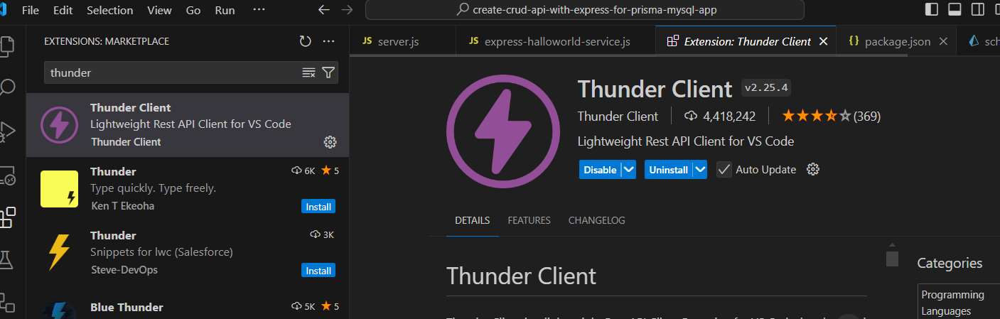 File Edit Selection View Go Run ···
create-crud-api-with-express-for-prisma-mysql-app
EXTENSIONS: MARKETPLACE
thunder
Thunder Client
Lightweight Rest API Client for VS Code
Thunder Client
Thunder
6K 5
Type quickly. Type freely.
Ken T Ekeoha
Install
Thunder
3K
Snippets for lwc (Salesforce)
Steve-DevOps
Install
Blue Thunder
5K 5
JS server.js
JS express-halloworld-service.js
Extension: Thunder Client
{} package.json
sch
Thunder Client v2.25.4
Thunder Client 4,418,242 (369)
Lightweight Rest API Client for VS Code
Disable Uninstall Auto Update
DETAILS FEATURES CHANGELOG
Thunder Client
Categories
Programming
Languages